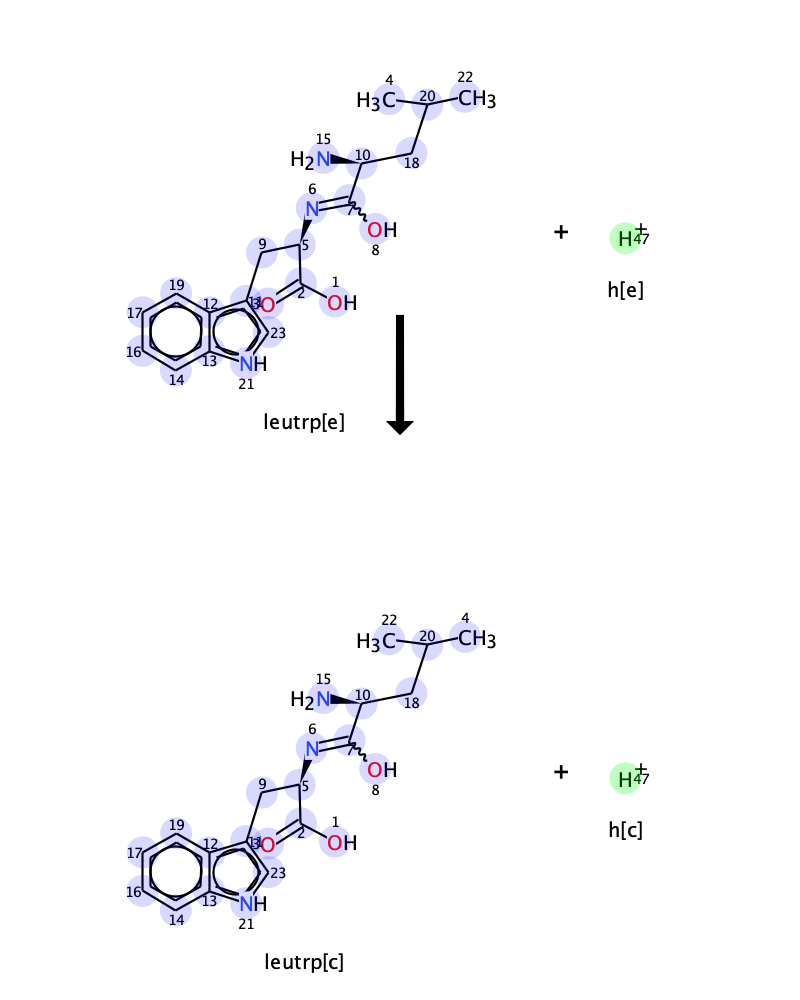 4 22
H₃C 20 CH₃
15 10 18
H₂N
6
N 7 OH
8
9 5
19 2 1
12 11 3 O OH
17 23
16 13 NH
14 21
leutrp[e]
+
H⁺ 47
h[e]
22 4
H₃C 20 CH₃
15 10 18
H₂N
6
N 7 OH
8
9 5
19 2 1
12 11 3 O OH
17 23
16 13 NH
14 21
leutrp[c]
+
H⁺ 47
h[c]